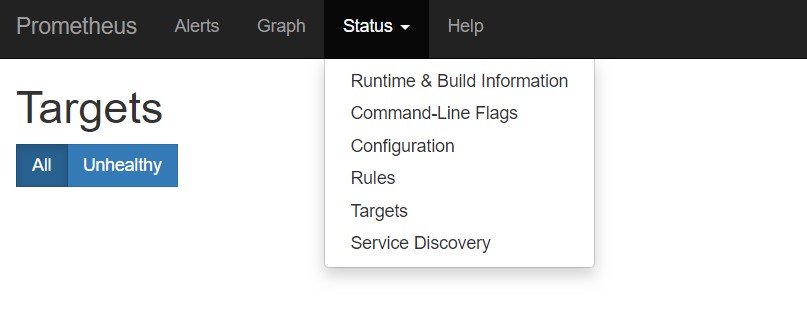 Prometheus Alerts Graph Status Help
Runtime & Build Information
Command-Line Flags
Configuration
Rules
Targets
Service Discovery
Targets
All Unhealthy